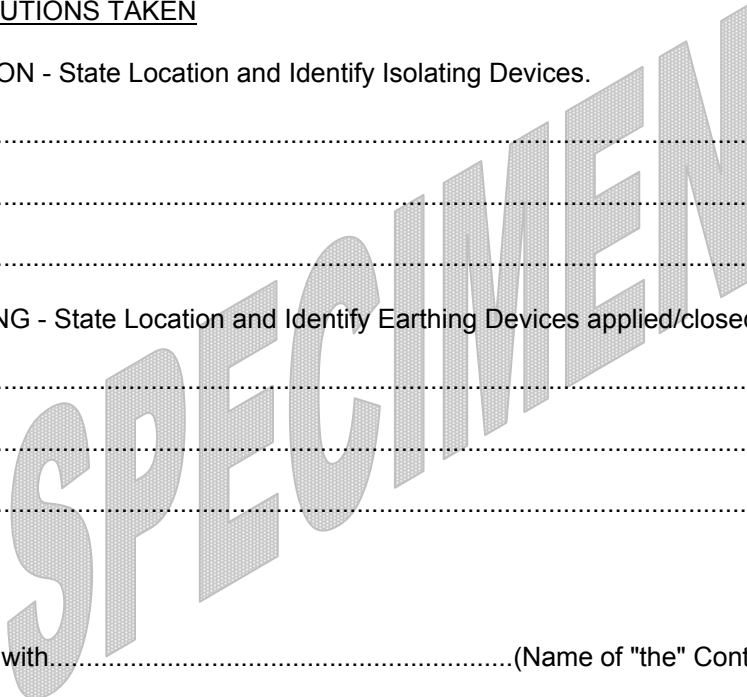 UTIONS TAKEN
ON - State Location and Identify Isolating Devices.
................................................................................
................................................................................
................................................................................
NG - State Location and Identify Earthing Devices applied/closed
................................................................................
................................................................................
................................................................................
with................................................................(Name of "the" Cont
SPECIMEN